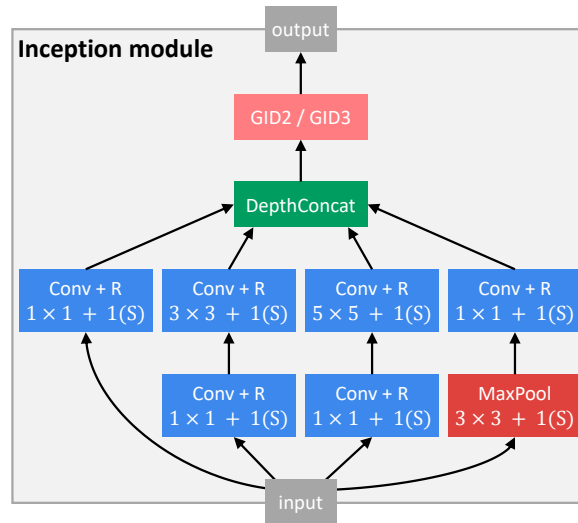 output
Inception module
GID2 / GID3
DepthConcat
Conv + R
1 × 1 + 1(S)
Conv + R
3 × 3 + 1(S)
Conv + R
5 × 5 + 1(S)
Conv + R
1 × 1 + 1(S)
Conv + R
1 × 1 + 1(S)
Conv + R
1 × 1 + 1(S)
MaxPool
3 × 3 + 1(S)
input